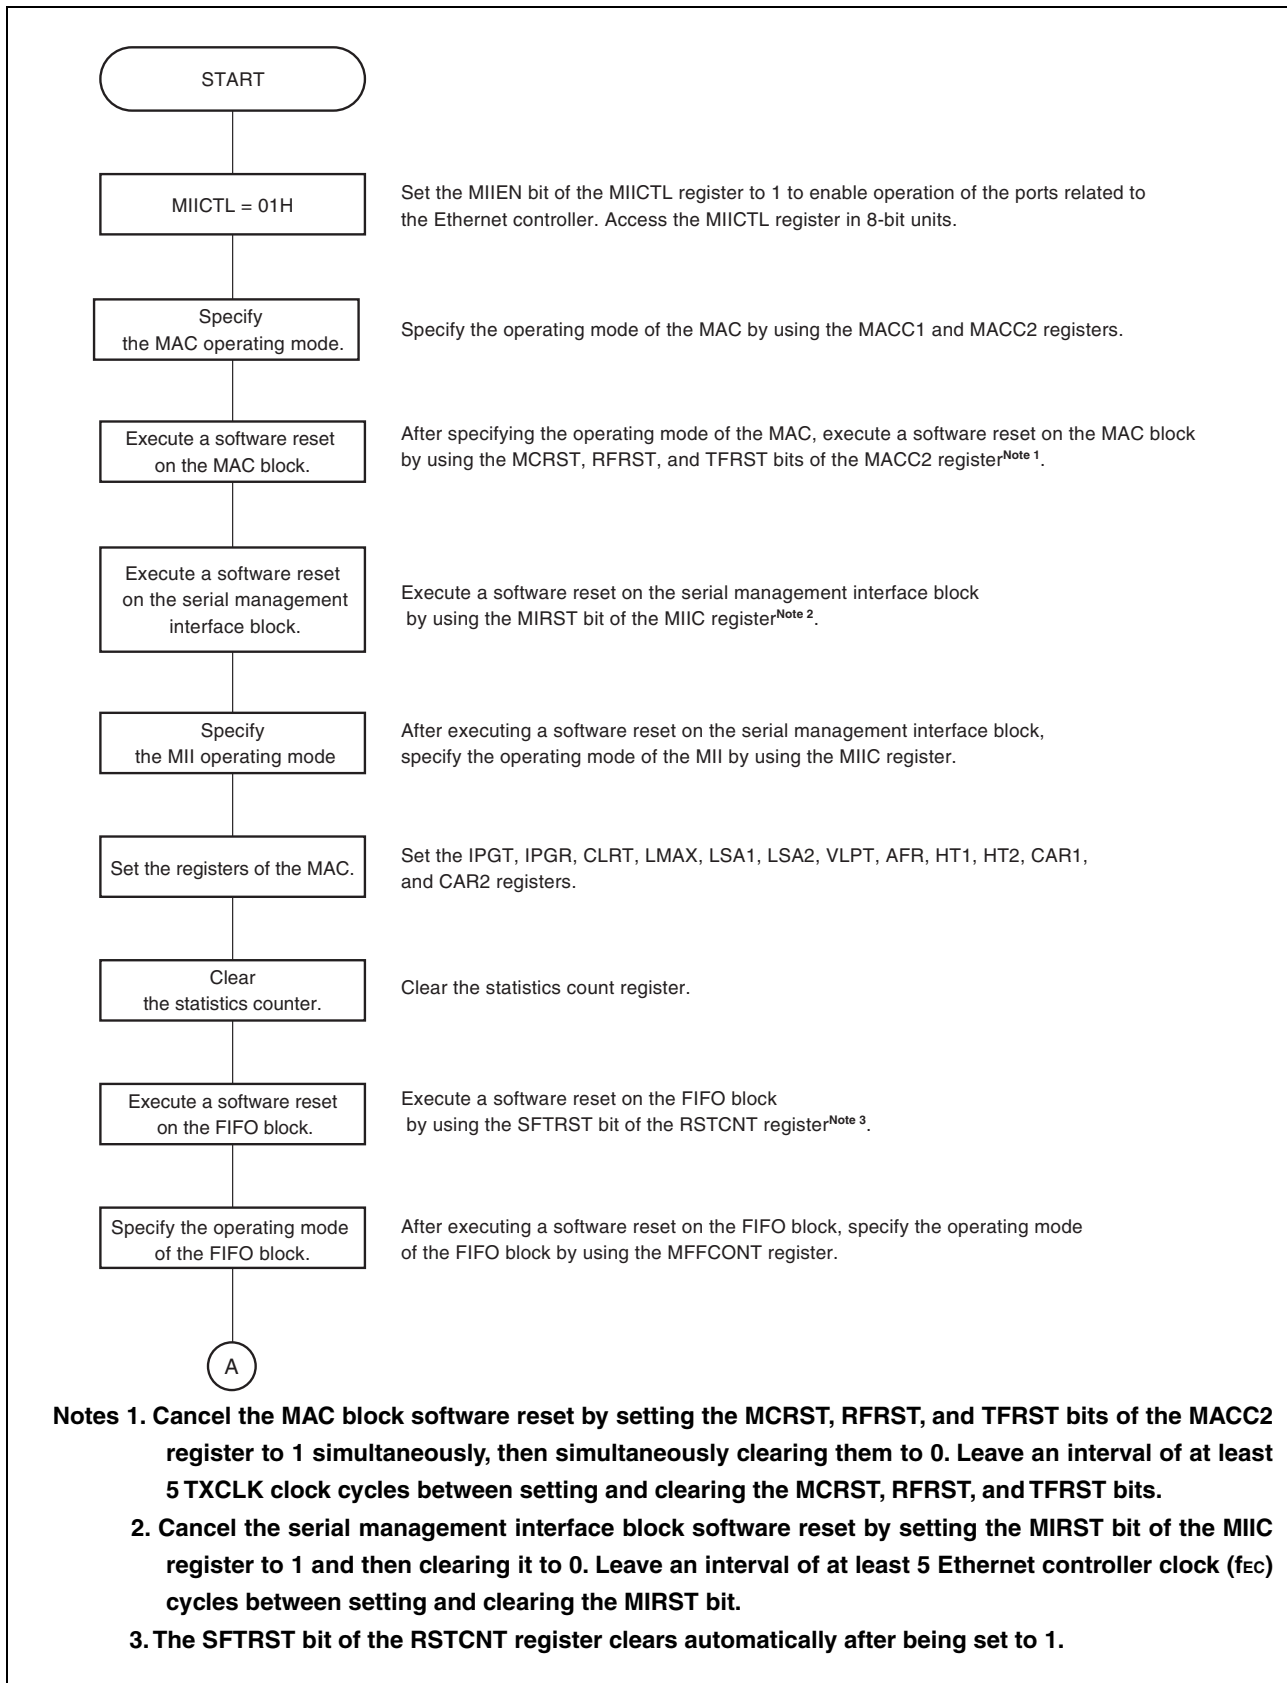 START
MIICTL = 01H
Set the MIIEN bit of the MIICTL register to 1 to enable operation of the ports related to
the Ethernet controller. Access the MIICTL register in 8-bit units.
Specify
the MAC operating mode.
Specify the operating mode of the MAC by using the MACC1 and MACC2 registers.
Execute a software reset
on the MAC block.
After specifying the operating mode of the MAC, execute a software reset on the MAC block
by using the MCRST, RFRST, and TFRST bits of the MACC2 registerNote 1.
Execute a software reset
on the serial management
interface block.
Execute a software reset on the serial management interface block
by using the MIRST bit of the MIIC registerNote 2.
Specify
the MII operating mode
After executing a software reset on the serial management interface block,
specify the operating mode of the MII by using the MIIC register.
Set the registers of the MAC.
Set the IPGT, IPGR, CLRT, LMAX, LSA1, LSA2, VLPT, AFR, HT1, HT2, CAR1,
and CAR2 registers.
Clear
the statistics counter.
Clear the statistics count register.
Execute a software reset
on the FIFO block.
Execute a software reset on the FIFO block
by using the SFTRST bit of the RSTCNT registerNote 3.
Specify the operating mode
of the FIFO block.
After executing a software reset on the FIFO block, specify the operating mode
of the FIFO block by using the MFFCONT register.
A
Notes 1. Cancel the MAC block software reset by setting the MCRST, RFRST, and TFRST bits of the MACC2
register to 1 simultaneously, then simultaneously clearing them to 0. Leave an interval of at least
5 TXCLK clock cycles between setting and clearing the MCRST, RFRST, and TFRST bits.
2. Cancel the serial management interface block software reset by setting the MIRST bit of the MIIC
register to 1 and then clearing it to 0. Leave an interval of at least 5 Ethernet controller clock (fEC)
cycles between setting and clearing the MIRST bit.
3. The SFTRST bit of the RSTCNT register clears automatically after being set to 1.